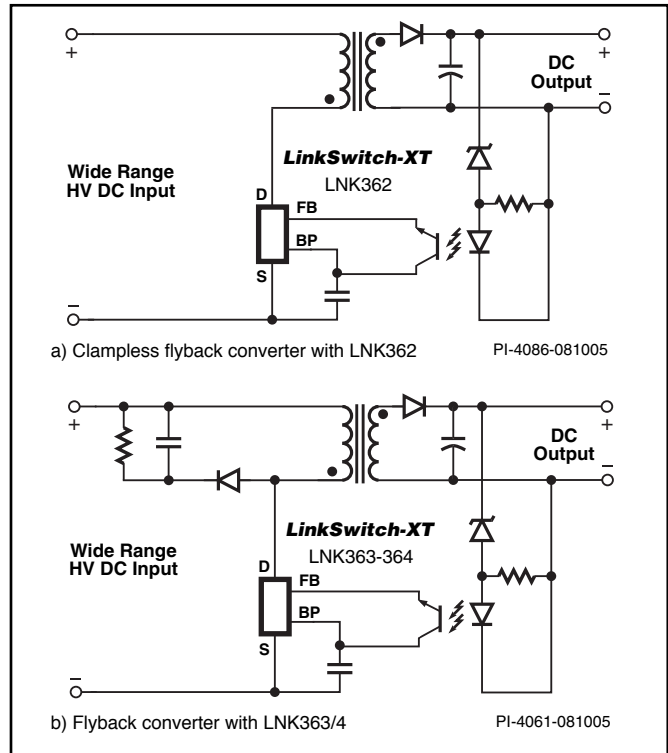 +
+
DC
Output
−
LinkSwitch-XT
Wide Range
HV DC Input
LNK362
D
FB
BP
S
−
a) Clampless flyback converter with LNK362
PI-4086-081005
+
+
DC
Output
−
LinkSwitch-XT
Wide Range
HV DC Input
LNK363-364
D
FB
BP
S
−
b) Flyback converter with LNK363/4
PI-4061-081005